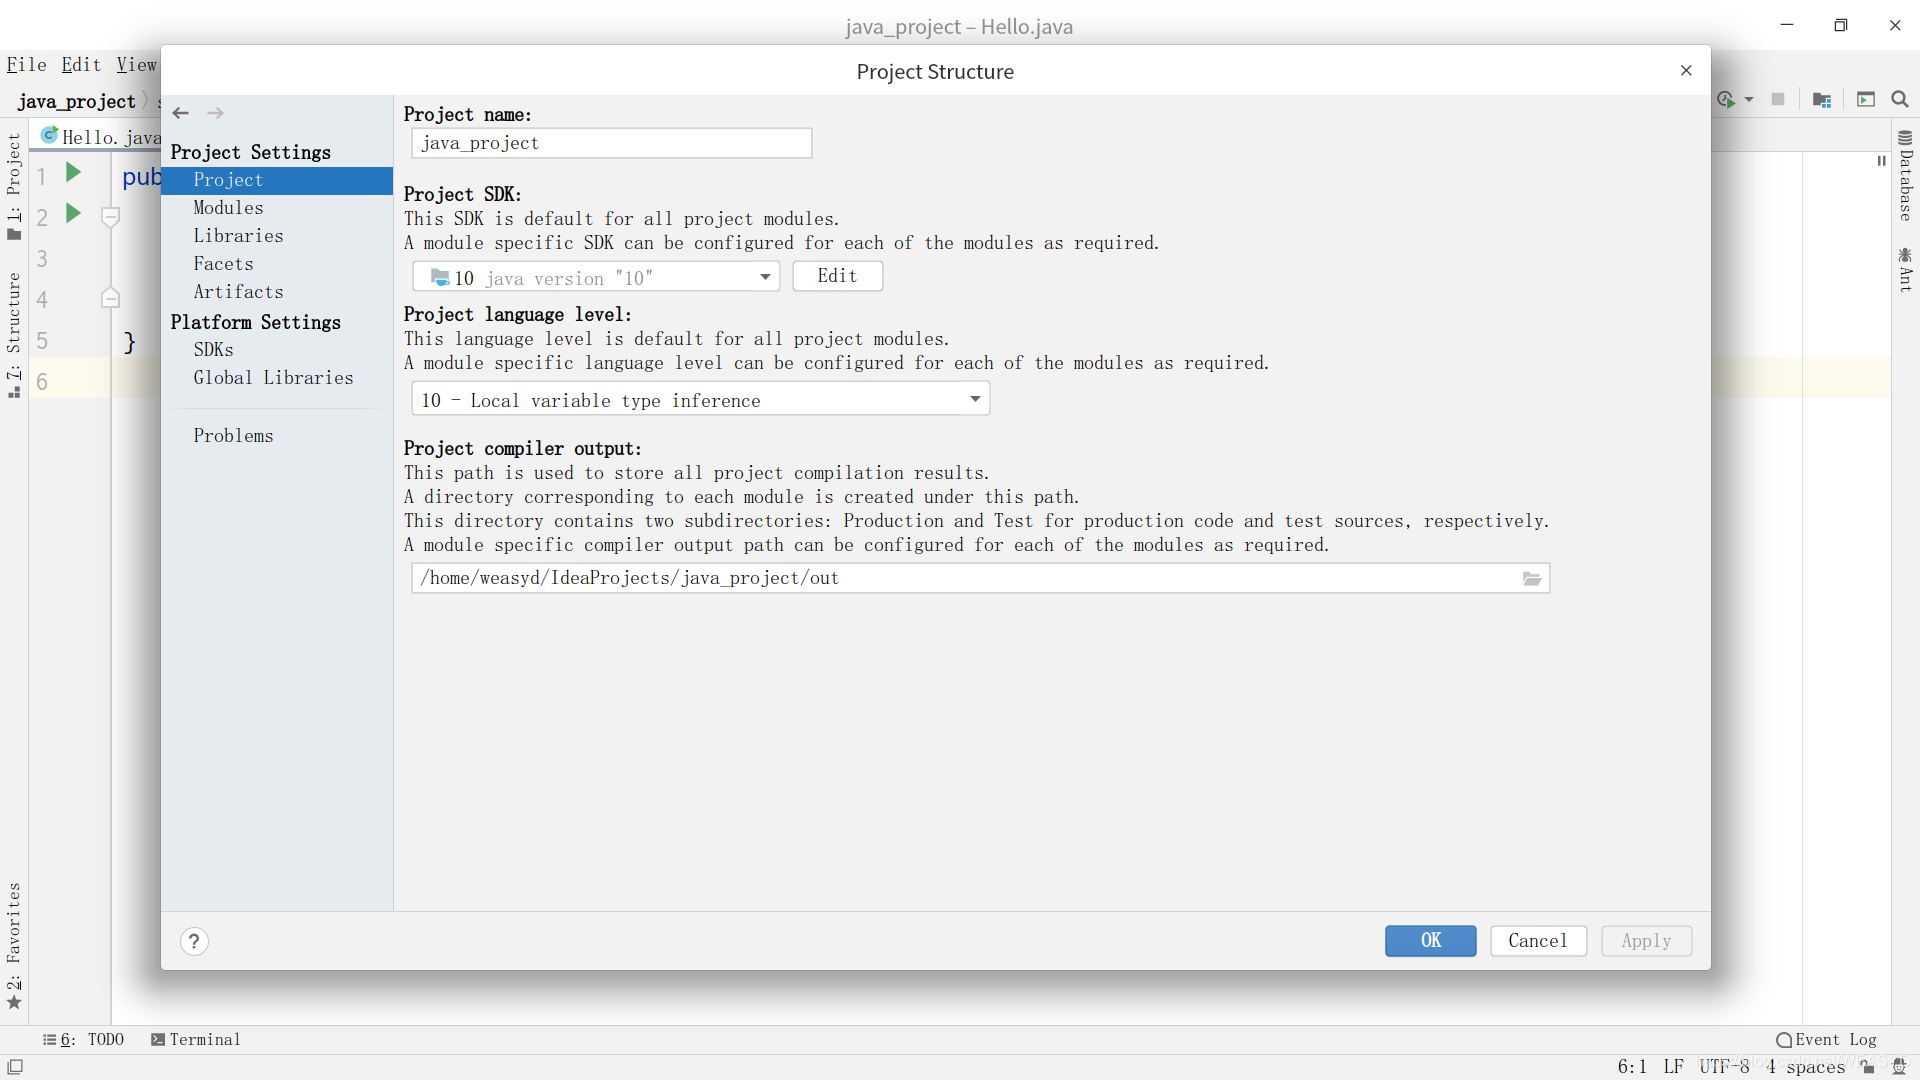 java_project – Hello.java
File Edit View
Project Structure
java_project
Hello.java
1: Project
7: Structure
2: Favorites
1
2
3
4
5
6
pub
}
Project Settings
Project
Modules
Libraries
Facets
Artifacts
Platform Settings
SDKs
Global Libraries
Problems
Project name:
java_project
Project SDK:
This SDK is default for all project modules.
A module specific SDK can be configured for each of the modules as required.
10 java version "10"
Edit
Project language level:
This language level is default for all project modules.
A module specific language level can be configured for each of the modules as required.
10 - Local variable type inference
Project compiler output:
This path is used to store all project compilation results.
A directory corresponding to each module is created under this path.
This directory contains two subdirectories: Production and Test for production code and test sources, respectively.
A module specific compiler output path can be configured for each of the modules as required.
/home/weasyd/IdeaProjects/java_project/out
?
OK
Cancel
Apply
Database
Ant
6: TODO
Terminal
Event Log
6:1 LF UTF-8 4 spaces